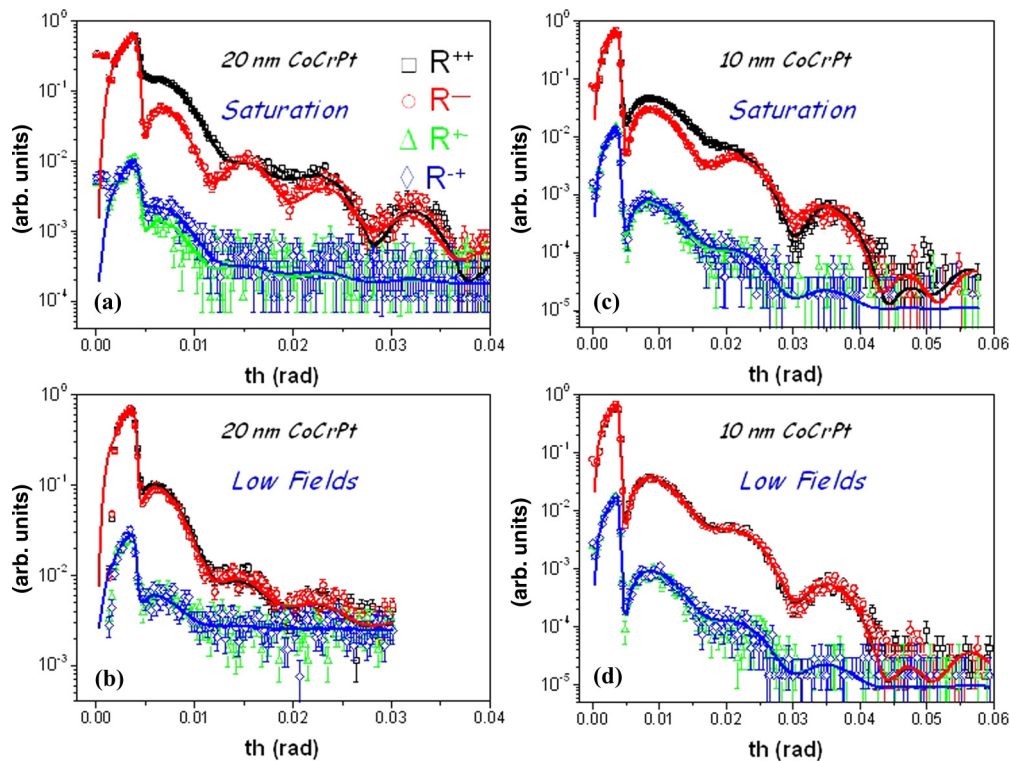 10⁰
10⁻¹
10⁻²
10⁻³
10⁻⁴
(arb. units)
20 nm CoCrPt
Saturation
R⁺⁺
R⁻⁻
R⁺⁻
R⁻⁺
(a)
0.00 0.01 0.02 0.03 0.04
th (rad)
10⁰
10⁻¹
10⁻²
10⁻³
10⁻⁴
10⁻⁵
(arb. units)
10 nm CoCrPt
Saturation
(c)
0.00 0.01 0.02 0.03 0.04 0.05 0.06
th (rad)
10⁰
10⁻¹
10⁻²
10⁻³
(arb. units)
20 nm CoCrPt
Low Fields
(b)
0.00 0.01 0.02 0.03 0.04
th (rad)
10⁰
10⁻¹
10⁻²
10⁻³
10⁻⁴
10⁻⁵
(arb. units)
10 nm CoCrPt
Low Fields
(d)
0.00 0.01 0.02 0.03 0.04 0.05 0.06
th (rad)